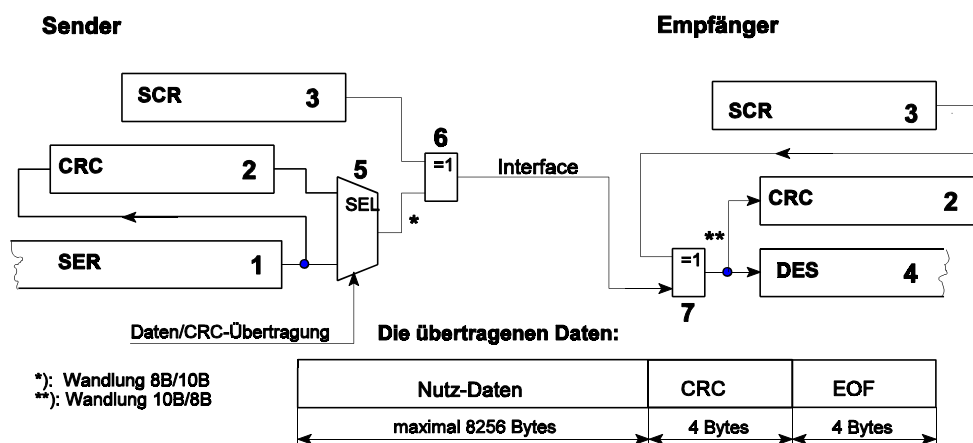 Sender
Empfänger
SCR 3
SCR 3
6
=1
CRC 2
5
SEL
Interface
CRC 2
*
**
SER 1
=1
DES 4
7
Daten/CRC-Übertragung
Die übertragenen Daten:
*): Wandlung 8B/10B
**): Wandlung 10B/8B
Nutz-Daten CRC EOF
maximal 8256 Bytes 4 Bytes 4 Bytes